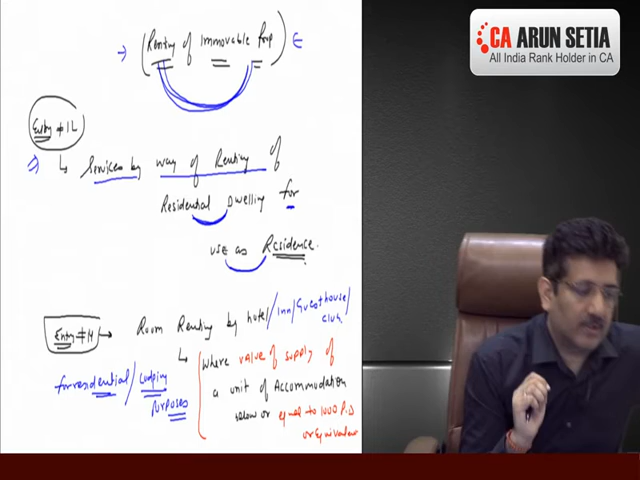 CA ARUN SETIA
All India Rank Holder in CA
→ (Renting of Immovable Prop) ∈
Entry # 12
⇒ ↳ Services by way of Renting of
Residential Dwelling for
use as Residence.
Entry # 14 → Room Renting by hotel/Inn/Guesthouse/
club.
for residential / Lodging
Purposes
↳ Where value of supply of
a unit of Accommodation
below or equal to 1000 P.D
or equivalent